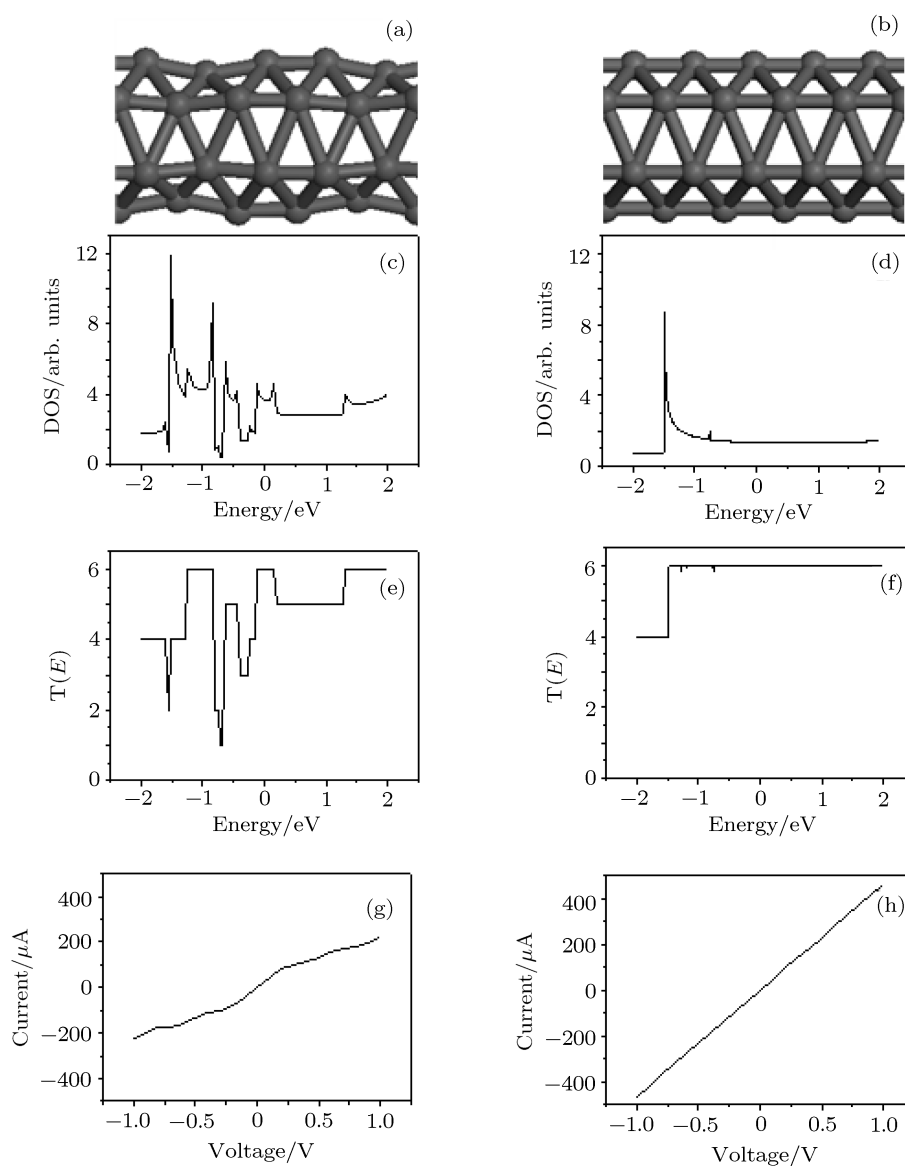 (a)
(b)
12
8
4
0
DOS/arb. units
(c)
−2 −1 0 1 2
Energy/eV
12
8
4
0
DOS/arb. units
(d)
−2 −1 0 1 2
Energy/eV
6
4
2
0
T(E)
(e)
−2 −1 0 1 2
Energy/eV
6
4
2
0
T(E)
(f)
−2 −1 0 1 2
Energy/eV
400
200
0
−200
−400
Current/μA
(g)
−1.0 −0.5 0 0.5 1.0
Voltage/V
400
200
0
−200
−400
Current/μA
(h)
−1.0 −0.5 0 0.5 1.0
Voltage/V